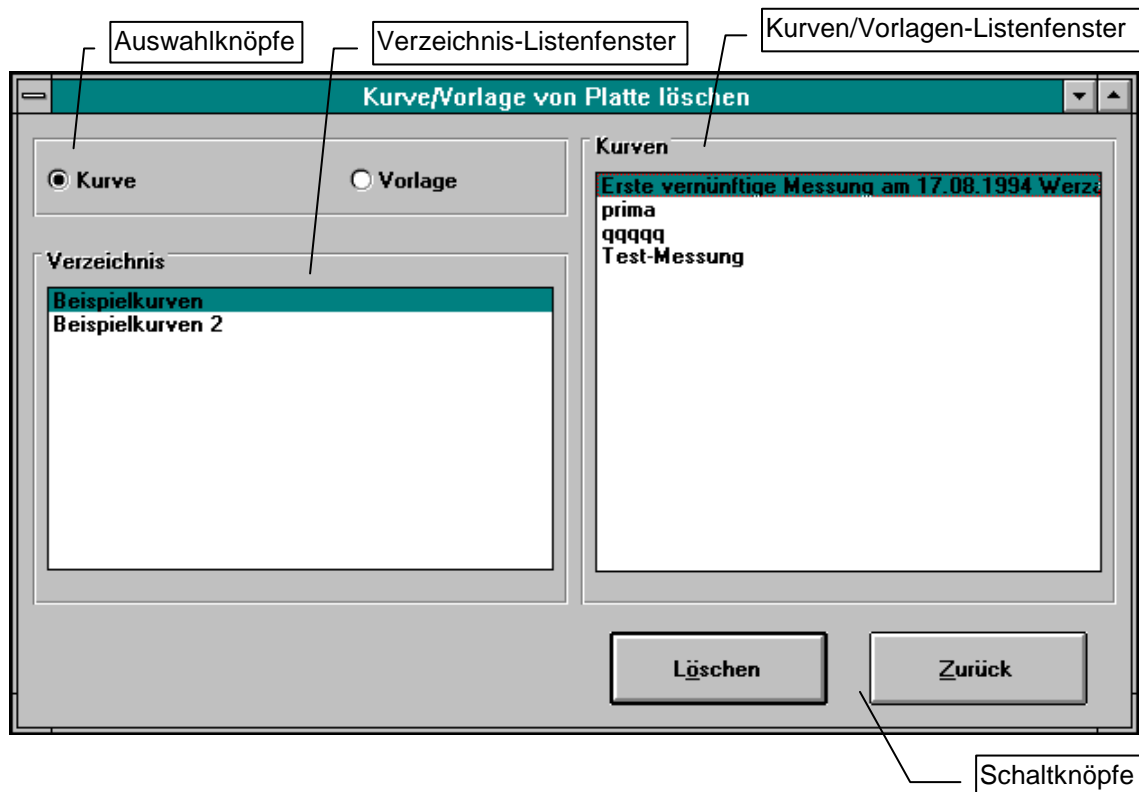 Auswahlknöpfe
Verzeichnis-Listenfenster
Kurven/Vorlagen-Listenfenster
Kurve/Vorlage von Platte löschen
Kurve
Vorlage
Verzeichnis
Beispielkurven
Beispielkurven 2
Kurven
Erste vernünftige Messung am 17.08.1994 Werza
prima
qqqqq
Test-Messung
Löschen
Zurück
Schaltknöpfe